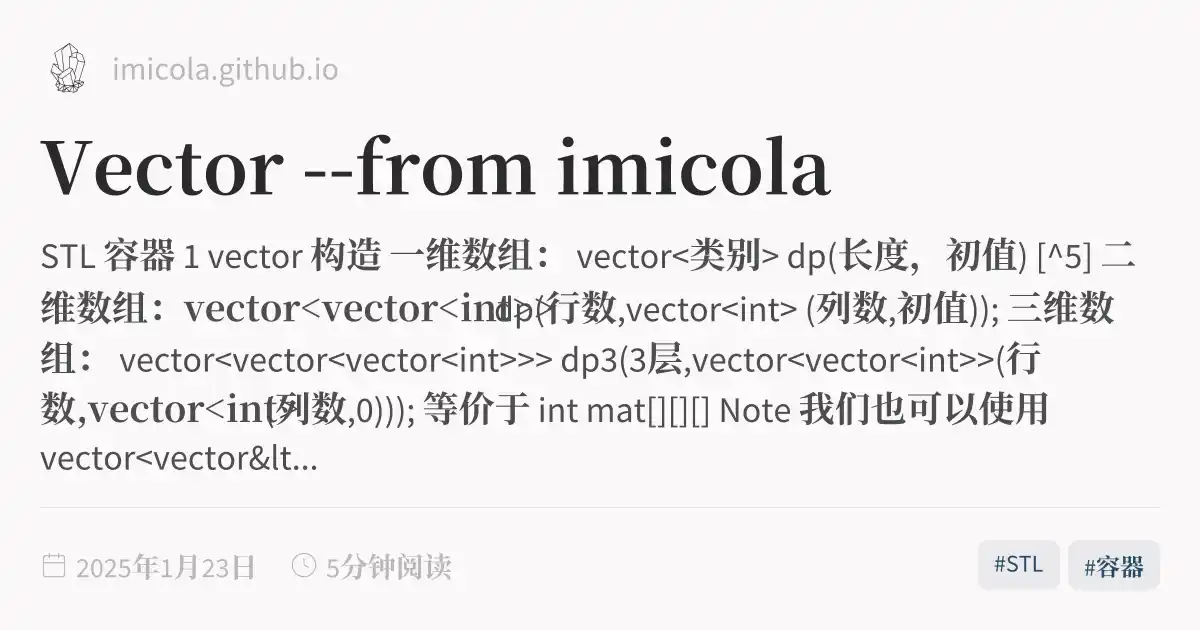 imicola.github.io
Vector --from imicola
STL 容器 1 vector 构造 一维数组： vector<类别> dp(长度，初值) [^5] 二
维数组：vector<vector<int>> dp(行数,vector<int> (列数,初值)); 三维数
组： vector<vector<vector<int>>> dp3(3层,vector<vector<int>>(行
数,vector<int>(列数,0))); 等价于 int mat[][][] Note 我们也可以使用
vector<vector&lt...
2025年1月23日 5分钟阅读
#STL #容器